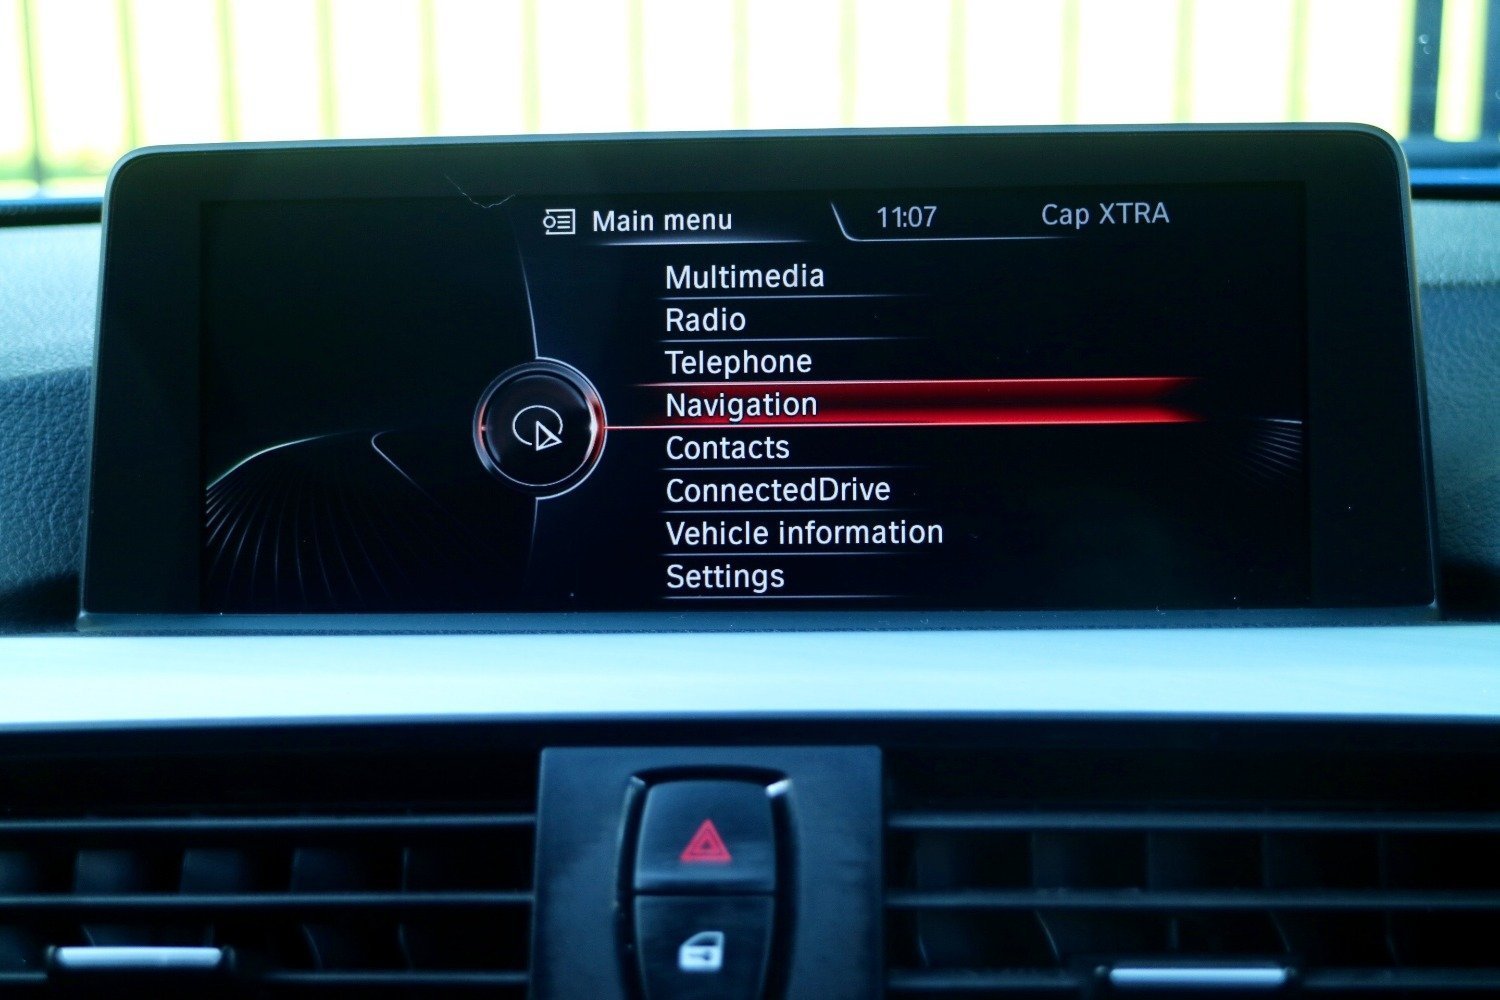 Main menu 11:07 Cap XTRA
Multimedia
Radio
Telephone
Navigation
Contacts
ConnectedDrive
Vehicle information
Settings